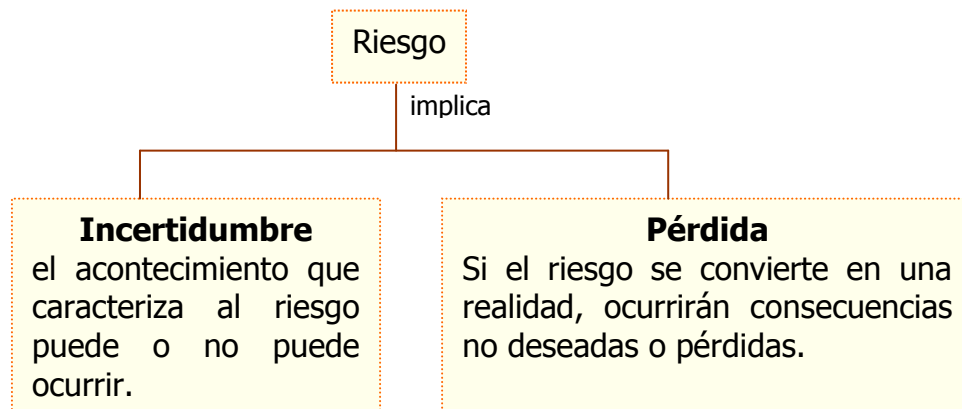 Riesgo
implica
Incertidumbre
el acontecimiento que
caracteriza al riesgo
puede o no puede
ocurrir.
Pérdida
Si el riesgo se convierte en una
realidad, ocurrirán consecuencias
no deseadas o pérdidas.